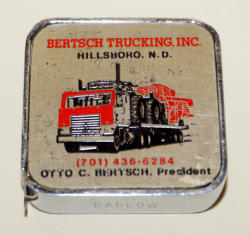 BERTSCH TRUCKING, INC.
HILLSBORO, N.D.
(701) 436-6284
OTTO C. BERTSCH, President
BARLOW